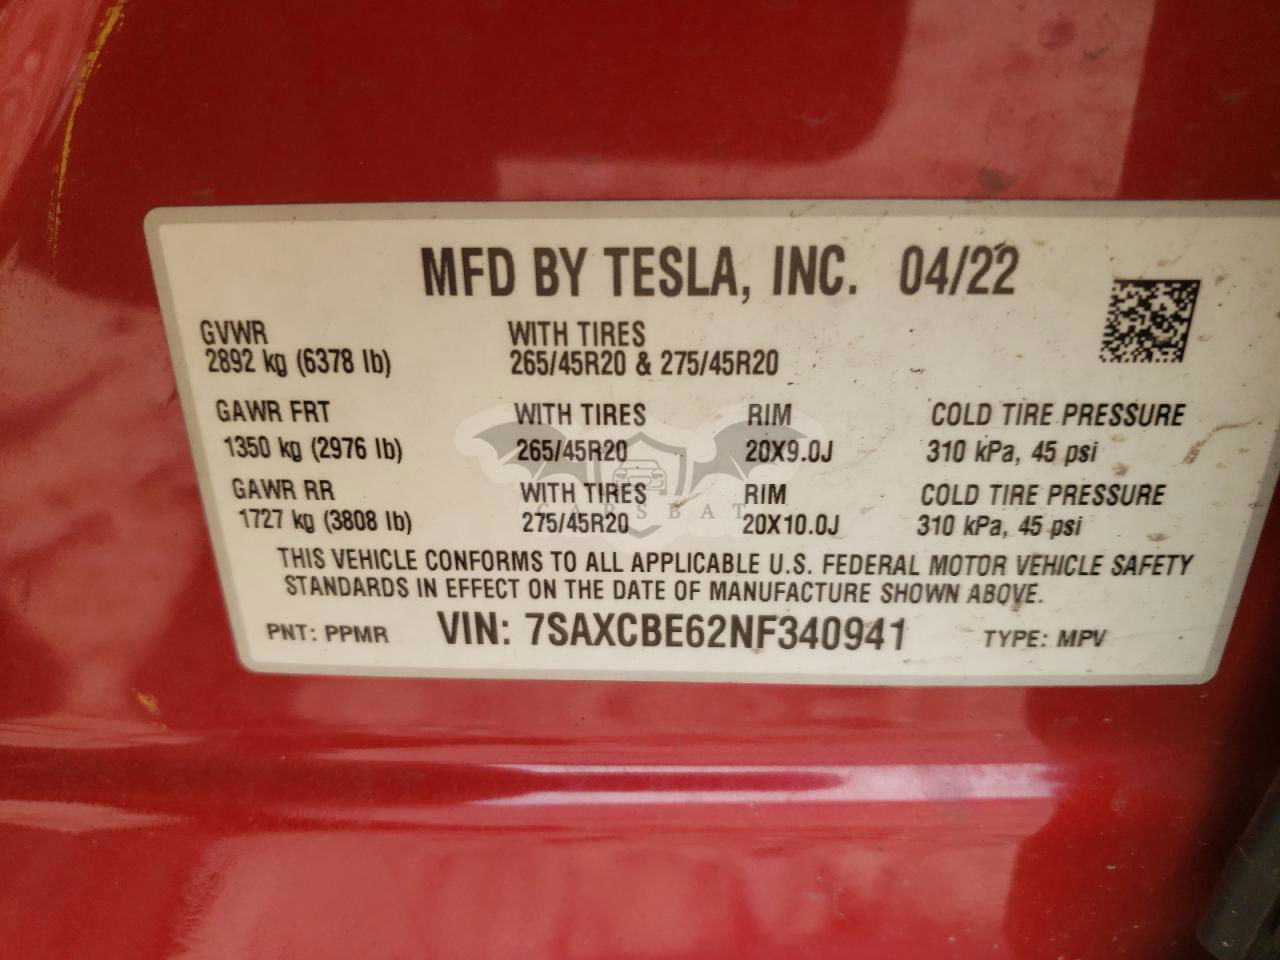 MFD BY TESLA, INC. 04/22
GVWR WITH TIRES
2892 kg (6378 lb) 265/45R20 & 275/45R20
GAWR FRT WITH TIRES RIM COLD TIRE PRESSURE
1350 kg (2976 lb) 265/45R20 20X9.0J 310 kPa, 45 psi
GAWR RR WITH TIRES RIM COLD TIRE PRESSURE
CARSBAT
1727 kg (3808 lb) 275/45R20 20X10.0J 310 kPa, 45 psi
THIS VEHICLE CONFORMS TO ALL APPLICABLE U.S. FEDERAL MOTOR VEHICLE SAFETY
STANDARDS IN EFFECT ON THE DATE OF MANUFACTURE SHOWN ABOVE.
PNT: PPMR VIN: 7SAXCBE62NF340941 TYPE: MPV